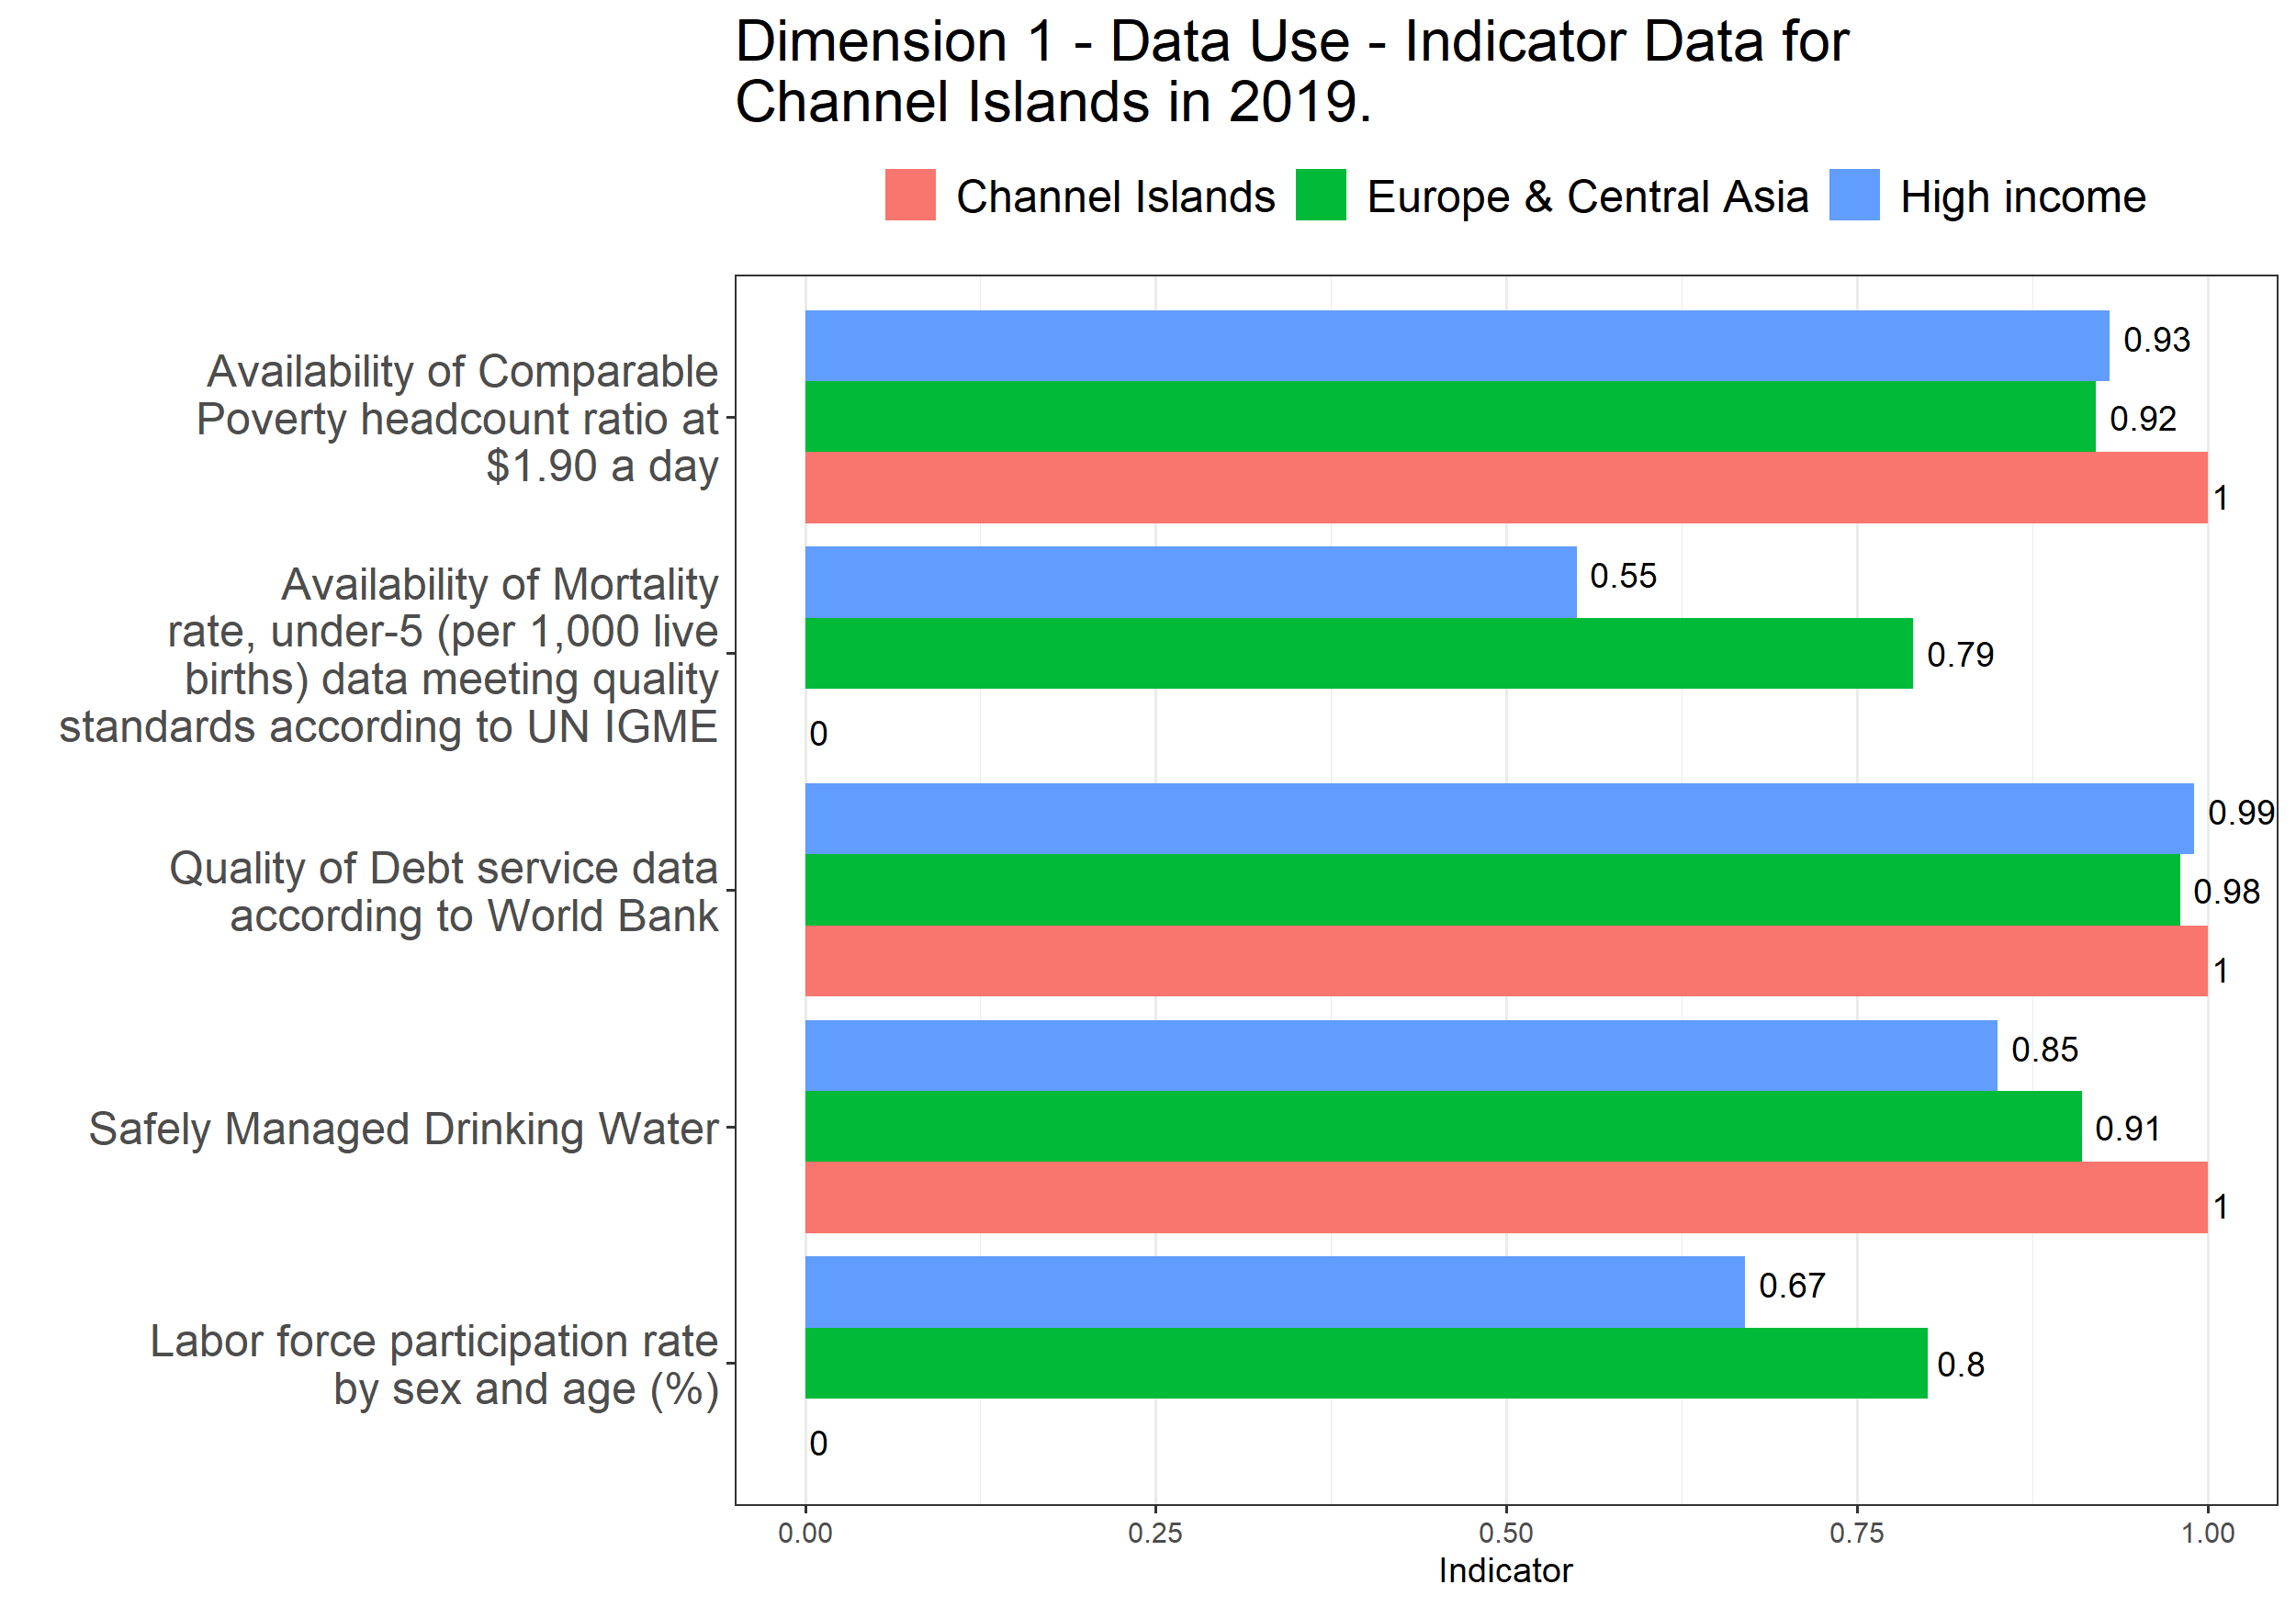 Dimension 1 - Data Use - Indicator Data for
Channel Islands in 2019.
Channel Islands
Europe & Central Asia
High income
Availability of Comparable
Poverty headcount ratio at
$1.90 a day
0.93
0.92
1
Availability of Mortality
rate, under-5 (per 1,000 live
births) data meeting quality
standards according to UN IGME
0.55
0.79
0
Quality of Debt service data
according to World Bank
0.99
0.98
1
Safely Managed Drinking Water
0.85
0.91
1
Labor force participation rate
by sex and age (%)
0.67
0.8
0
0.00
0.25
0.50
0.75
1.00
Indicator